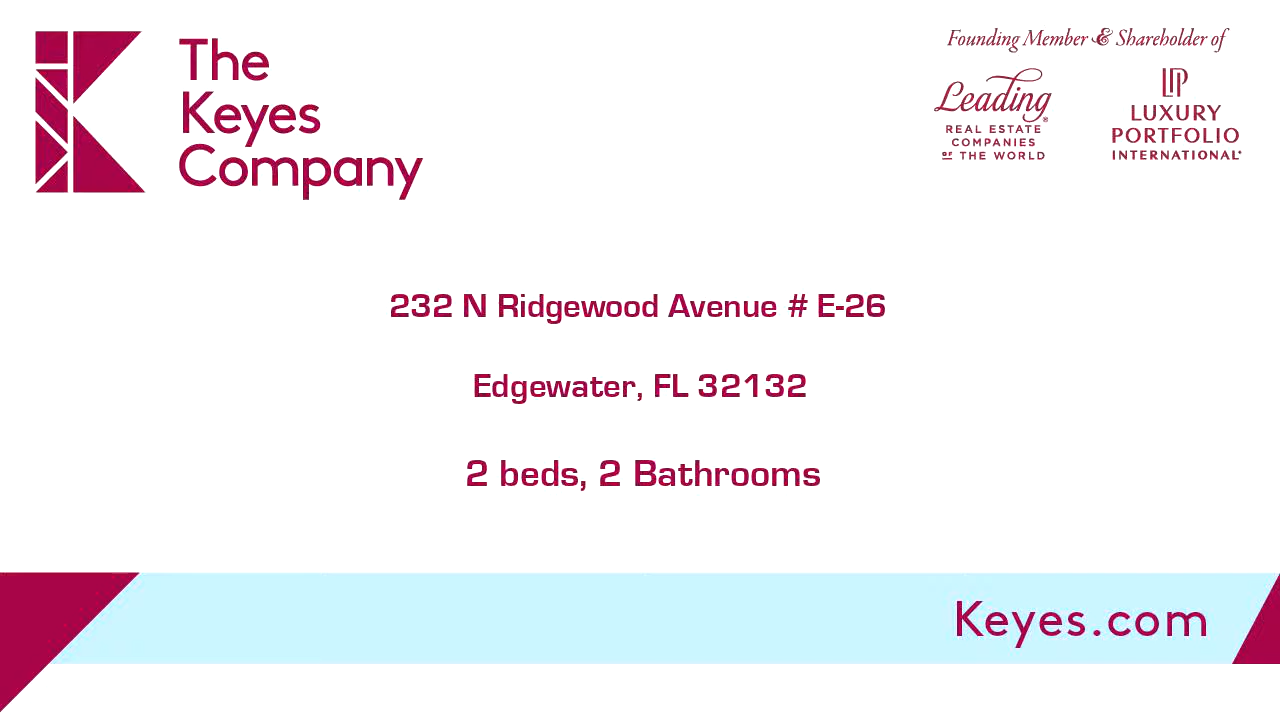 The
Keyes
Company
Founding Member & Shareholder of
Leading®
REAL ESTATE
COMPANIES
OF THE WORLD
LUXURY
PORTFOLIO
INTERNATIONAL®
232 N Ridgewood Avenue # E-26
Edgewater, FL 32132
2 beds, 2 Bathrooms
Keyes.com